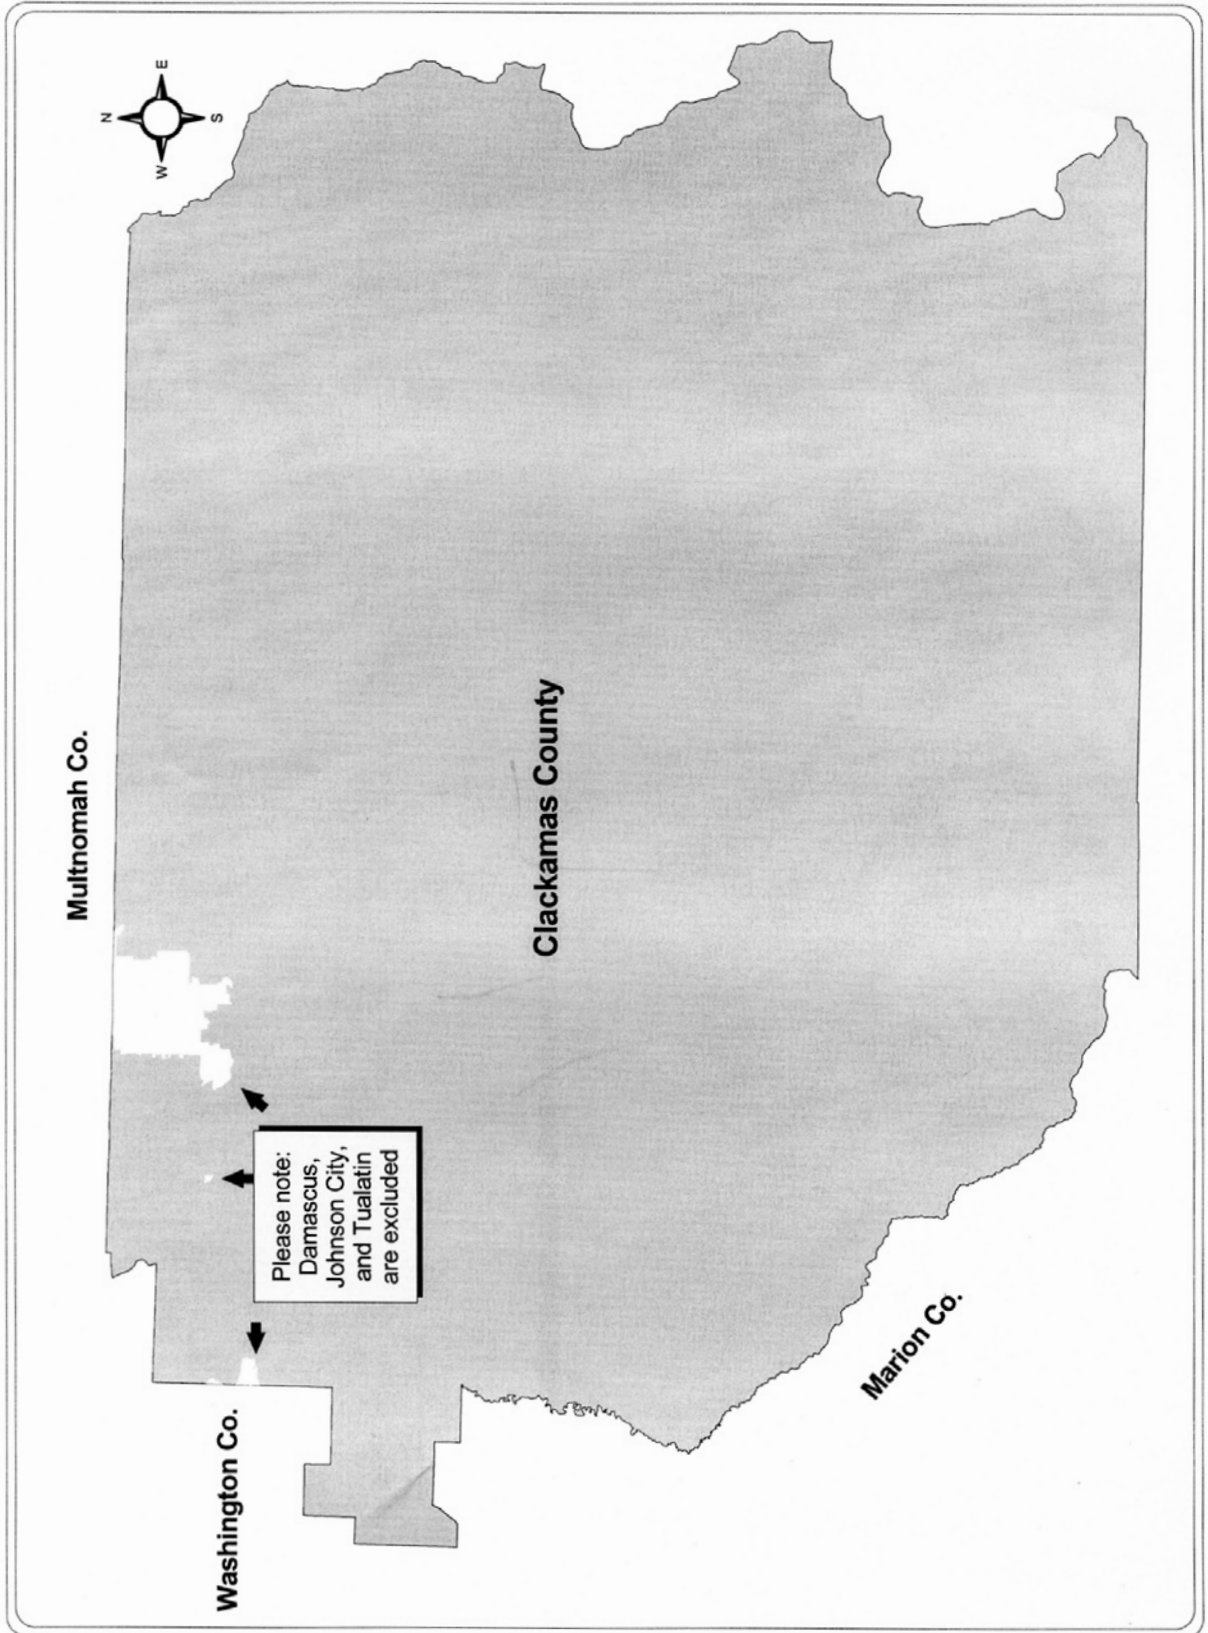 Multnomah Co.
N
W
E
S
Washington Co.
Please note:
Damascus,
Johnson City,
and Tualatin
are excluded
Clackamas County
Marion Co.